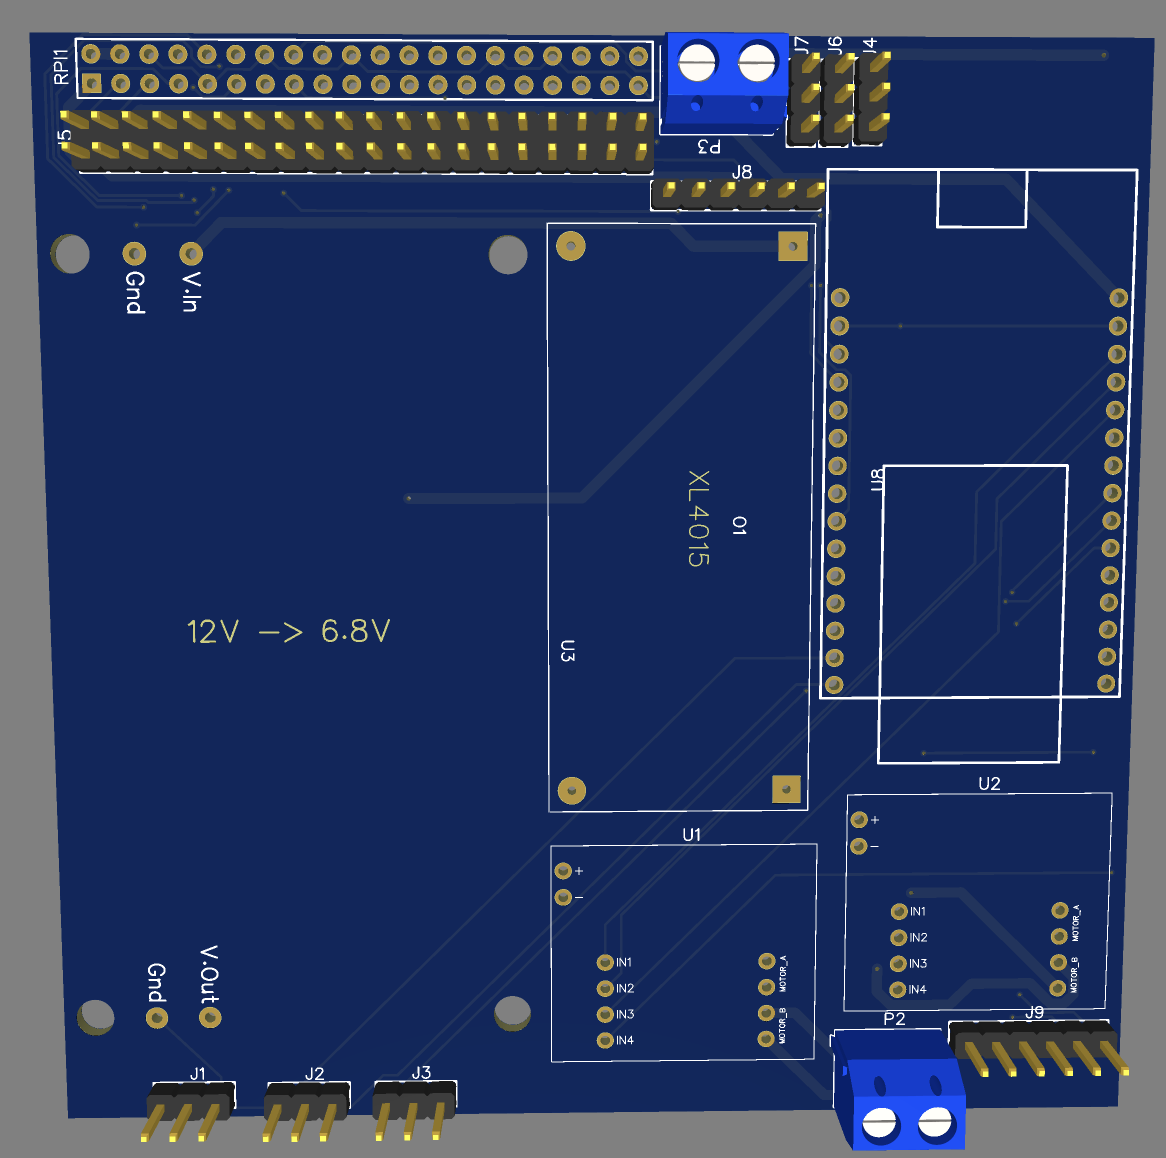 RPI1
J7
J6
J4
J5
P3
J8
Gnd
V.In
U8
XL4015
O1
12V -> 6.8V
U3
U2
+
-
U1
+
-
IN1
IN2
IN3
IN4
MOTOR_A
MOTOR_B
IN1
IN2
IN3
IN4
MOTOR_A
MOTOR_B
Gnd
V.Out
P2
J9
J1
J2
J3